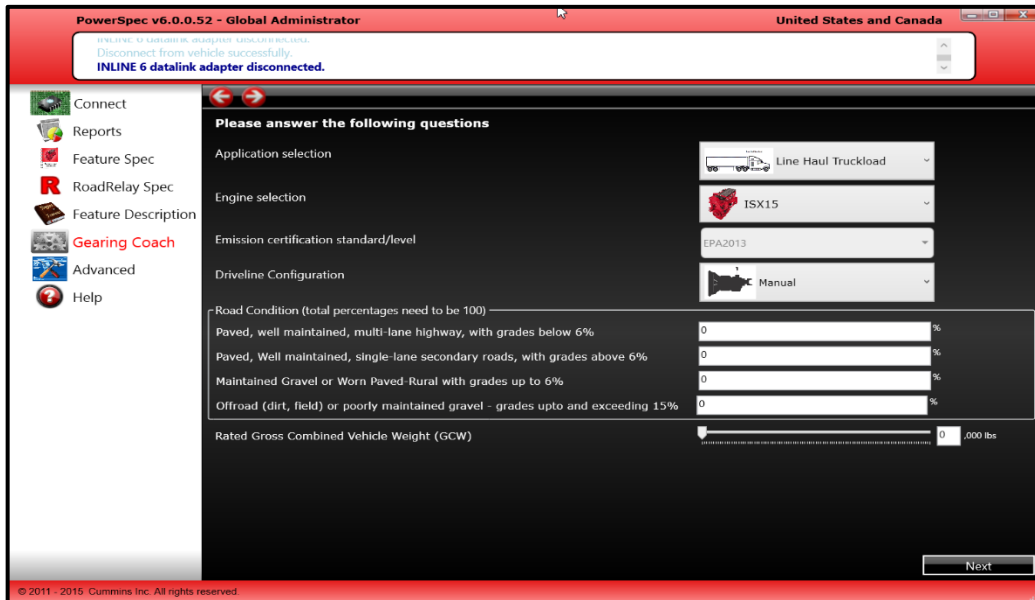 PowerSpec v6.0.0.52 - Global Administrator
United States and Canada
INLINE 6 datalink adapter disconnected.
Disconnect from vehicle successfully.
INLINE 6 datalink adapter disconnected.
Connect
Reports
Feature Spec
RoadRelay Spec
Feature Description
Gearing Coach
Advanced
Help
Please answer the following questions
Application selection
Line Haul Truckload
Engine selection
ISX15
Emission certification standard/level
EPA2013
Driveline Configuration
Manual
Road Condition (total percentages need to be 100)
Paved, well maintained, multi-lane highway, with grades below 6%
0 %
Paved, Well maintained, single-lane secondary roads, with grades above 6%
0 %
Maintained Gravel or Worn Paved-Rural with grades up to 6%
0 %
Offroad (dirt, field) or poorly maintained gravel - grades upto and exceeding 15%
0 %
Rated Gross Combined Vehicle Weight (GCW)
0 ,000 lbs
Next
© 2011 - 2015 Cummins Inc. All rights reserved.